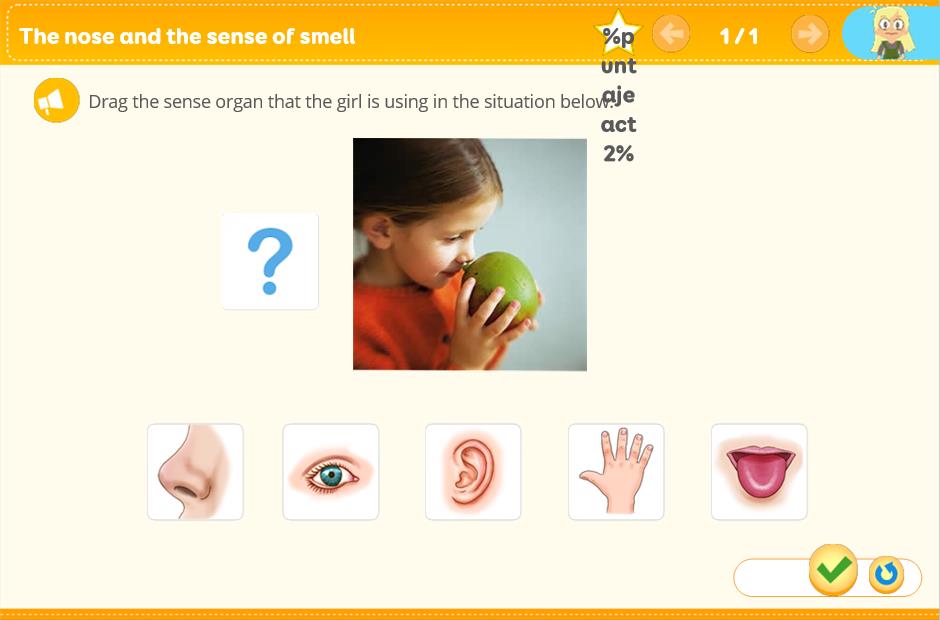 The nose and the sense of smell
%p
unt
aje
act
2%
1 / 1
Drag the sense organ that the girl is using in the situation below.
?